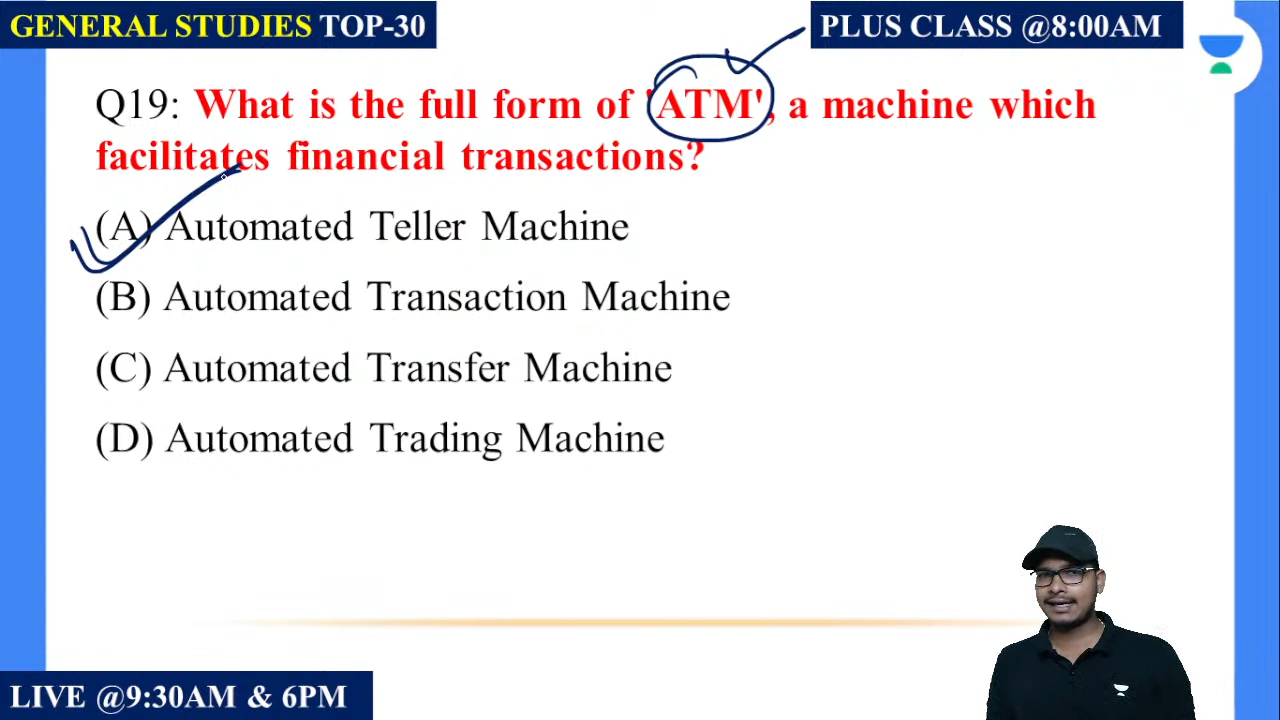 GENERAL STUDIES TOP-30
PLUS CLASS @8:00AM
Q19: What is the full form of 'ATM', a machine which
facilitates financial transactions?
(A) Automated Teller Machine
(B) Automated Transaction Machine
(C) Automated Transfer Machine
(D) Automated Trading Machine
LIVE @9:30AM & 6PM